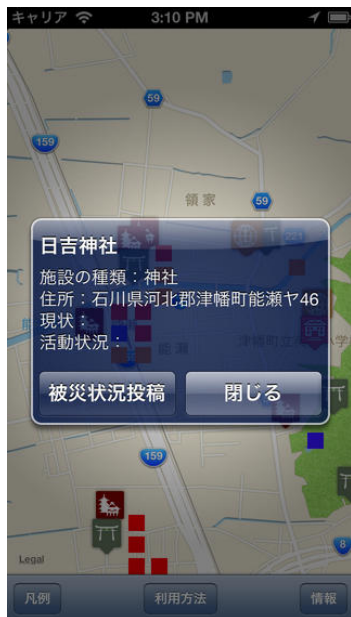 キャリア 3:10 PM
59
159
領家 59
日吉神社
施設の種類：神社
住所：石川県河北郡津幡町能瀬ヤ46
現状：
活動状況：
能瀬
被災状況投稿 閉じる
159
8
Legal
凡例 利用方法 情報